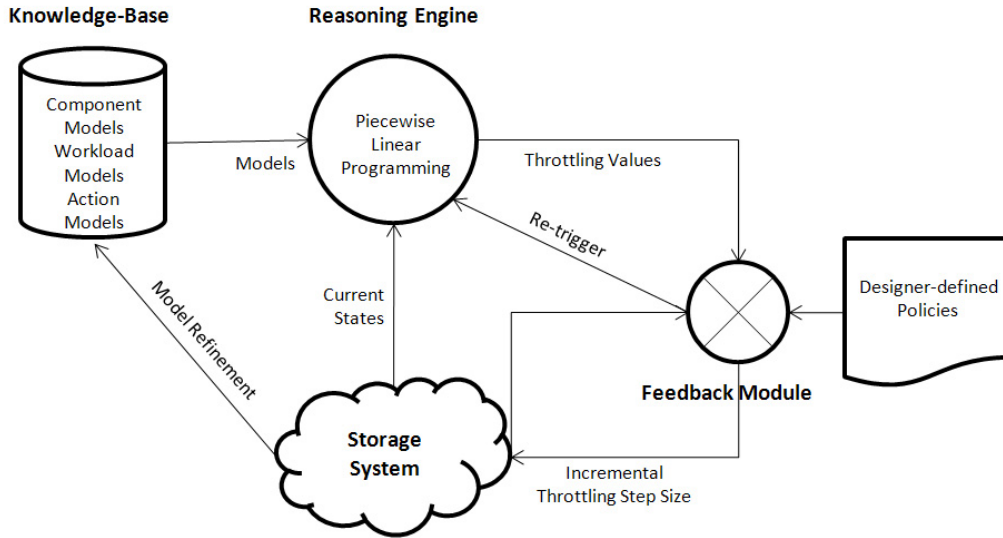 Knowledge-Base
Reasoning Engine
Component
Models
Workload
Models
Action
Models
Models
Piecewise
Linear
Programming
Throttling Values
Re-trigger
Current
States
Model Refinement
Designer-defined
Policies
Feedback Module
Storage
System
Incremental
Throttling Step Size